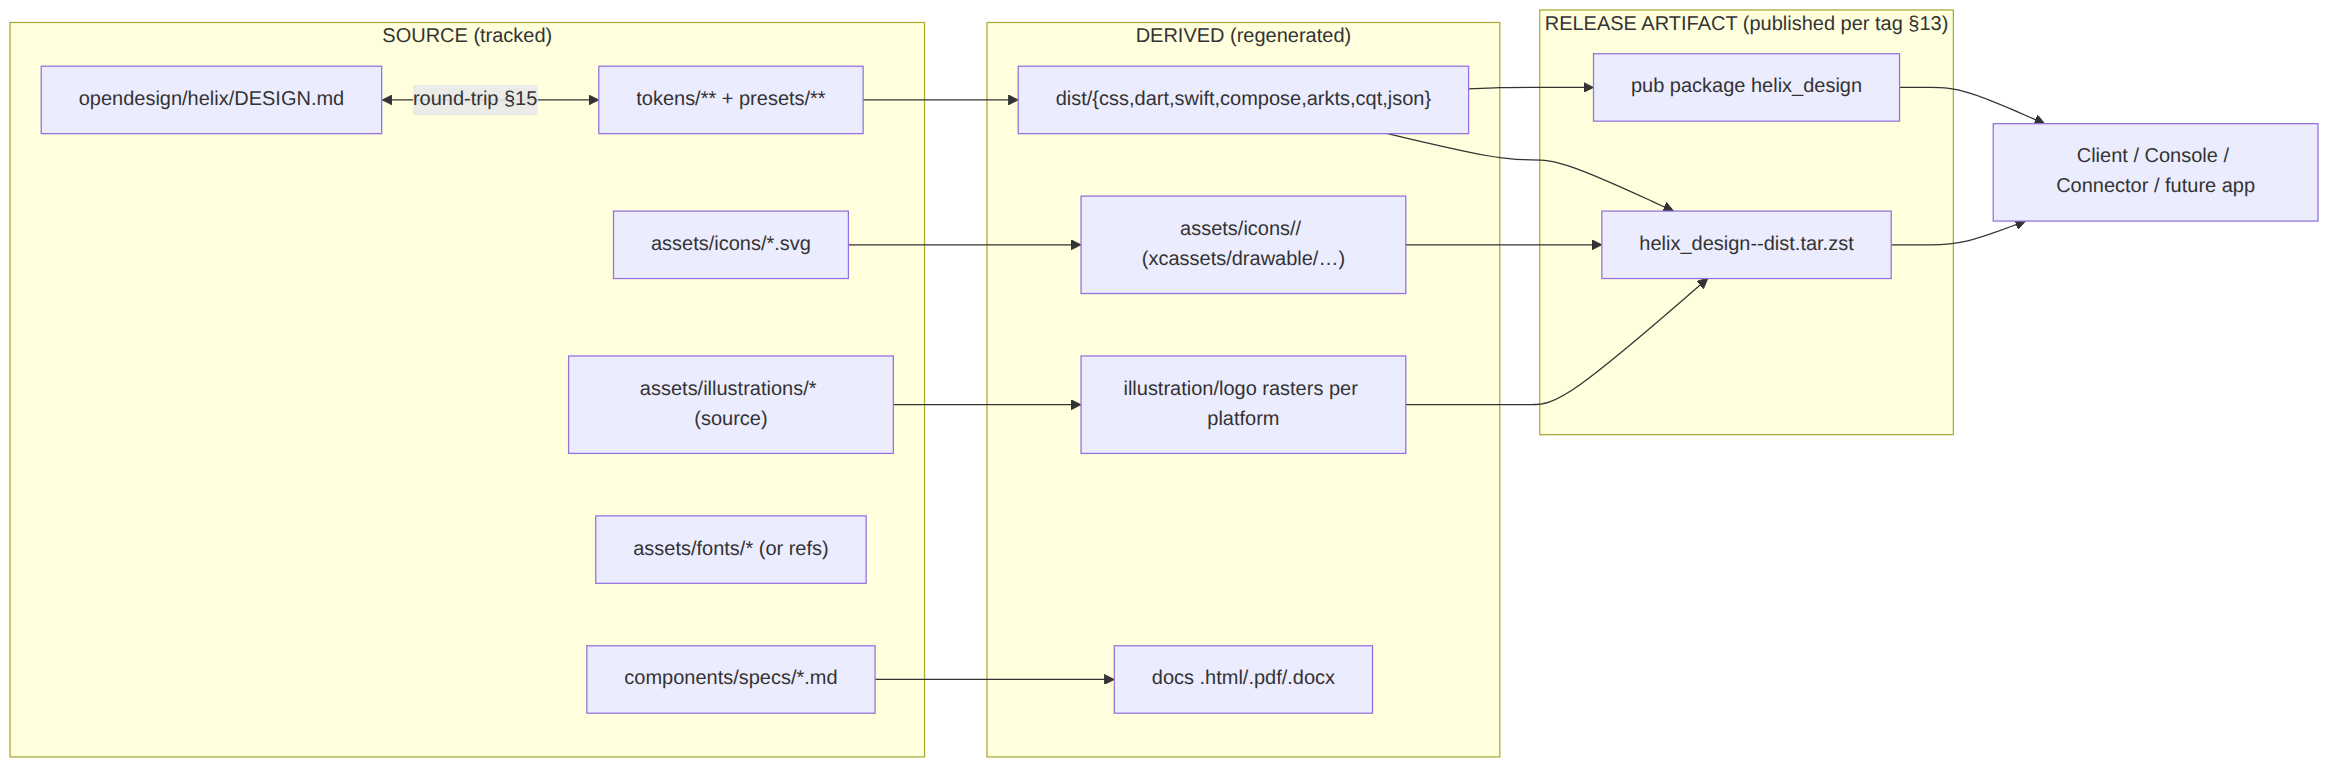 SOURCE (tracked)
opendesign/helix/DESIGN.md
round-trip §15
tokens/** + presets/**
assets/icons/*.svg
assets/illustrations/*
(source)
assets/fonts/* (or refs)
components/specs/*.md
DERIVED (regenerated)
dist/{css,dart,swift,compose,arkts,cqt,json}
assets/icons//
(xcassets/drawable/…)
illustration/logo rasters per
platform
docs .html/.pdf/.docx
RELEASE ARTIFACT (published per tag §13)
pub package helix_design
helix_design--dist.tar.zst
Client / Console /
Connector / future app